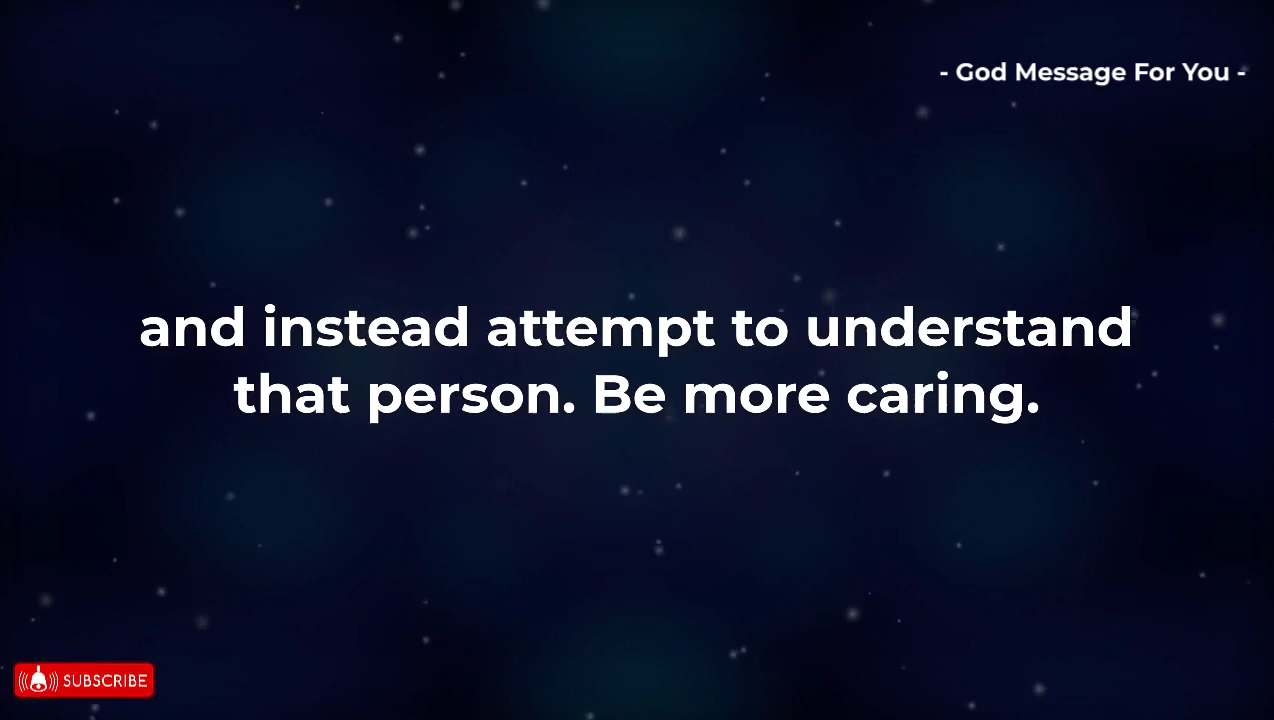 - God Message For You -
and instead attempt to understand
that person. Be more caring.
SUBSCRIBE